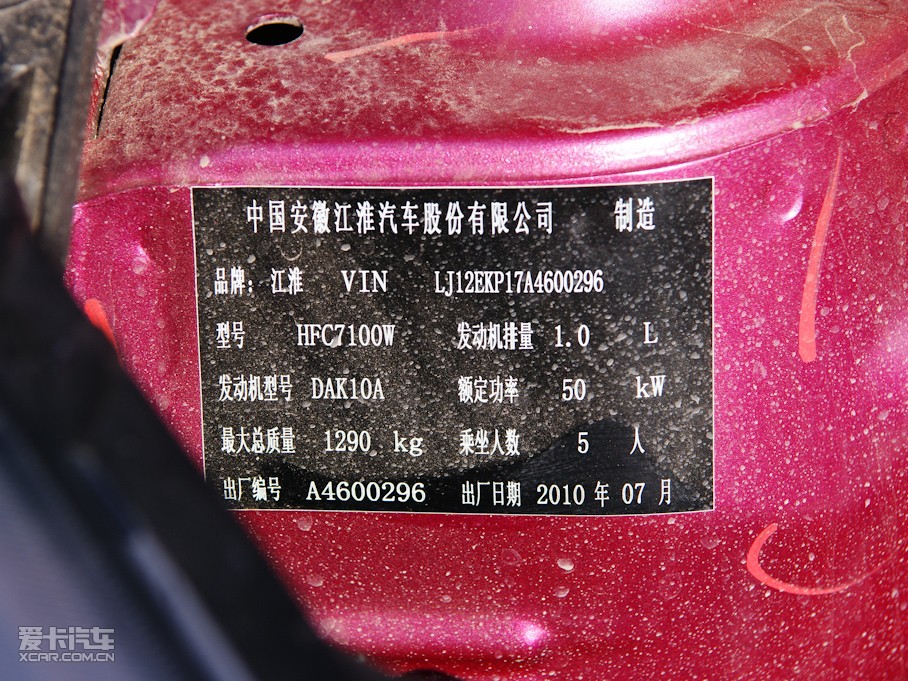 中国安徽江淮汽车股份有限公司 制造
品牌：江淮 VIN LJ12EKP17A4600296
型号 HFC7100W 发动机排量 1.0 L
发动机型号 DAK10A 额定功率 50 kW
最大总质量 1290 kg 乘坐人数 5 人
出厂编号 A4600296 出厂日期 2010 年 07 月
爱卡汽车
XCAR.COM.CN